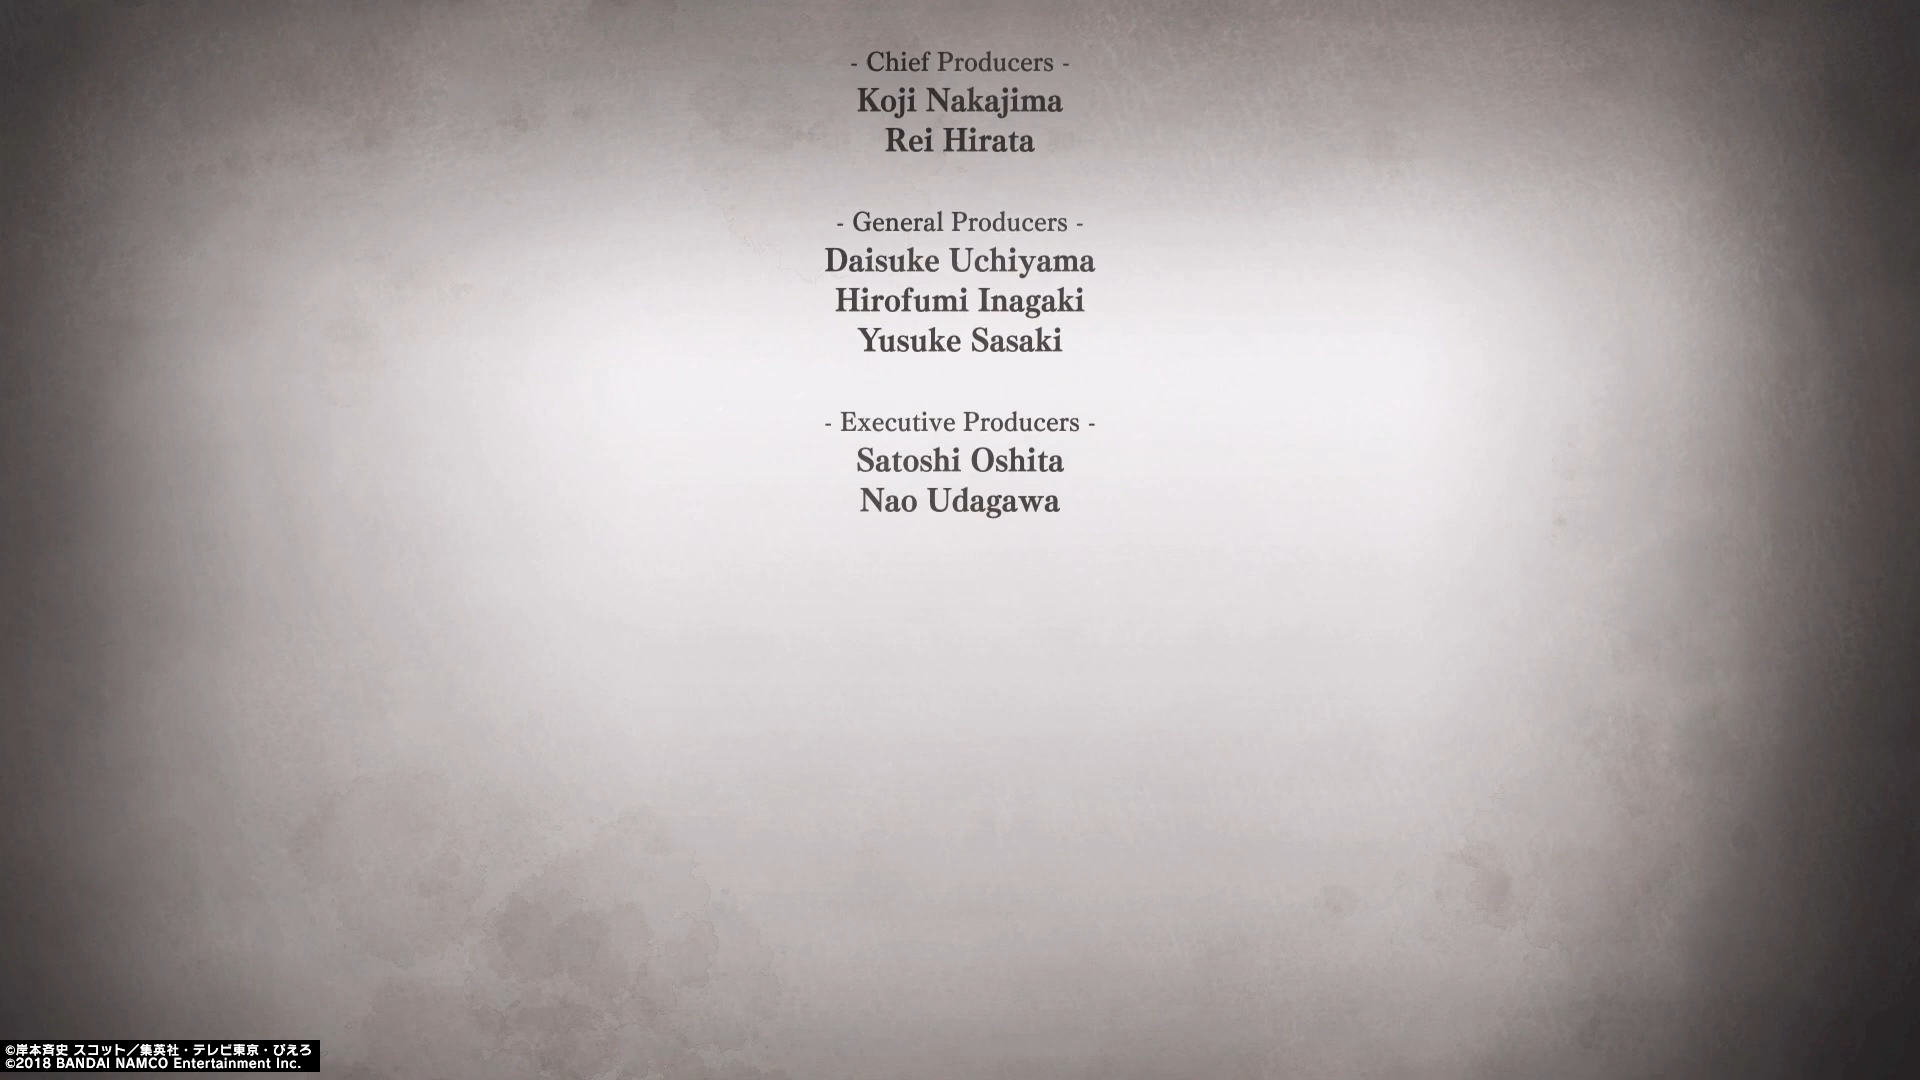 - Chief Producers -
Koji Nakajima
Rei Hirata
- General Producers -
Daisuke Uchiyama
Hirofumi Inagaki
Yusuke Sasaki
- Executive Producers -
Satoshi Oshita
Nao Udagawa
©岸本斉史 スコット／集英社・テレビ東京・ぴえろ
©2018 BANDAI NAMCO Entertainment Inc.